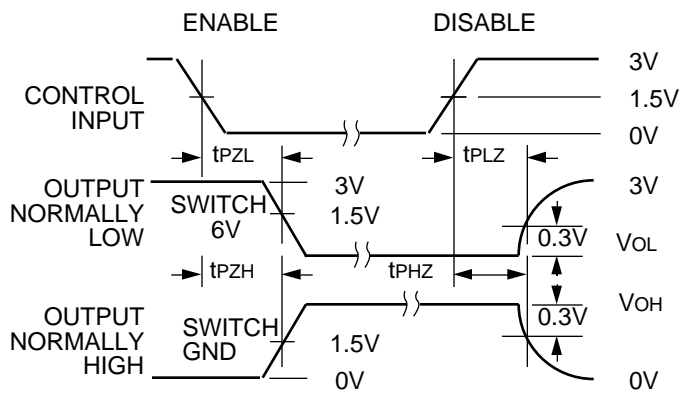 ENABLE
DISABLE
CONTROL
INPUT
3V
1.5V
0V
tPZL
tPLZ
OUTPUT
NORMALLY
LOW
SWITCH
6V
3V
1.5V
3V
0.3V
VOL
tPZH
tPHZ
OUTPUT
NORMALLY
HIGH
SWITCH
GND
1.5V
0V
0.3V
VOH
0V